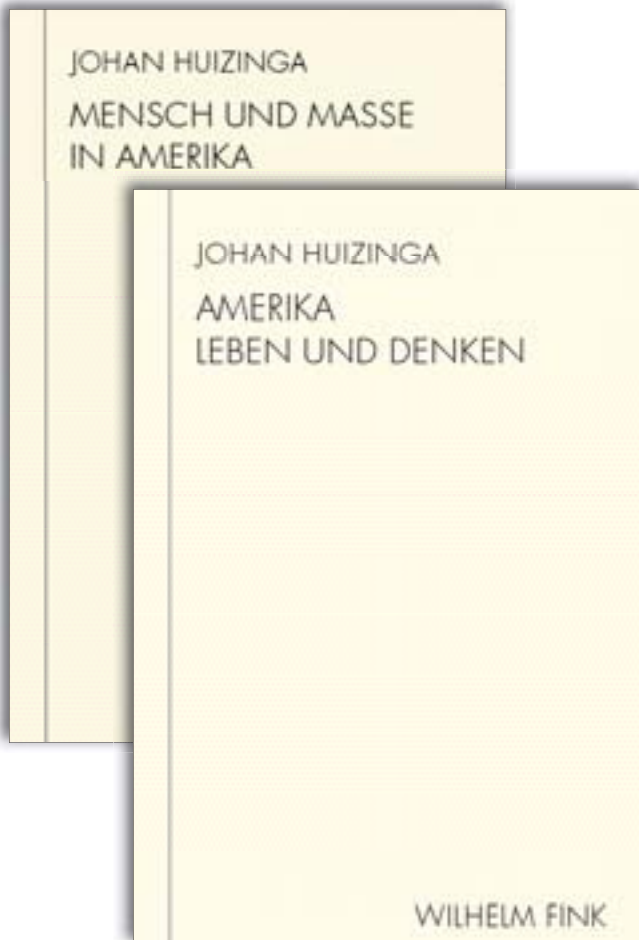 JOHAN HUIZINGA
MENSCH UND MASSE
IN AMERIKA
JOHAN HUIZINGA
AMERIKA
LEBEN UND DENKEN
WILHELM FINK